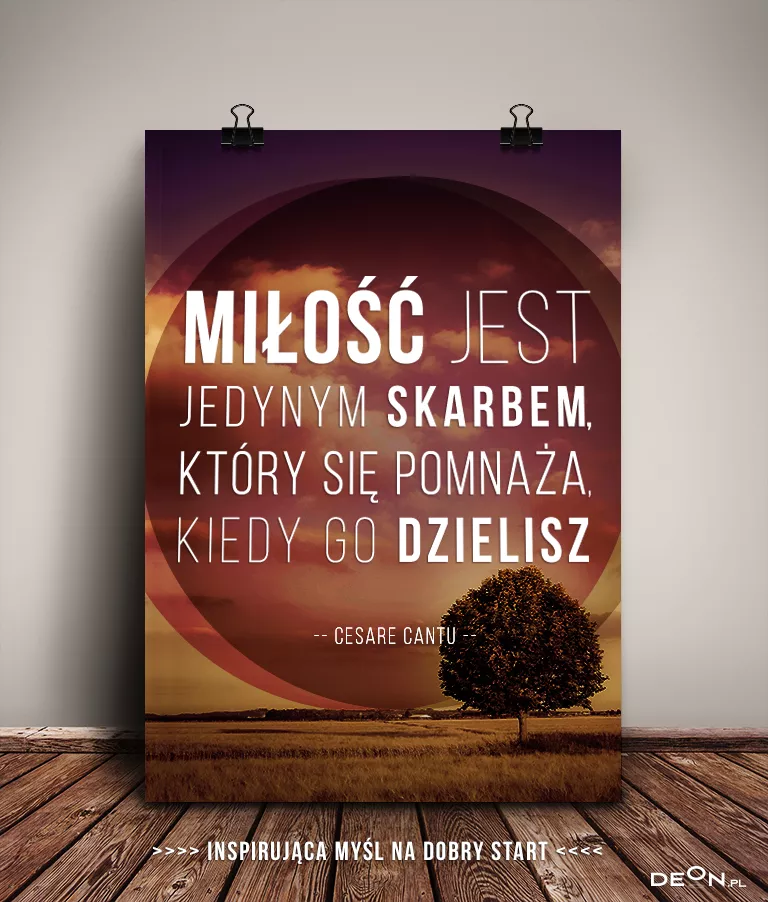 MIŁOŚĆ JEST
JEDYNYM SKARBEM,
KTÓRY SIĘ POMNAŻA,
KIEDY GO DZIELISZ
-- CESARE CANTU --
>>>> INSPIRUJĄCA MYŚL NA DOBRY START <<<<
DEON.PL